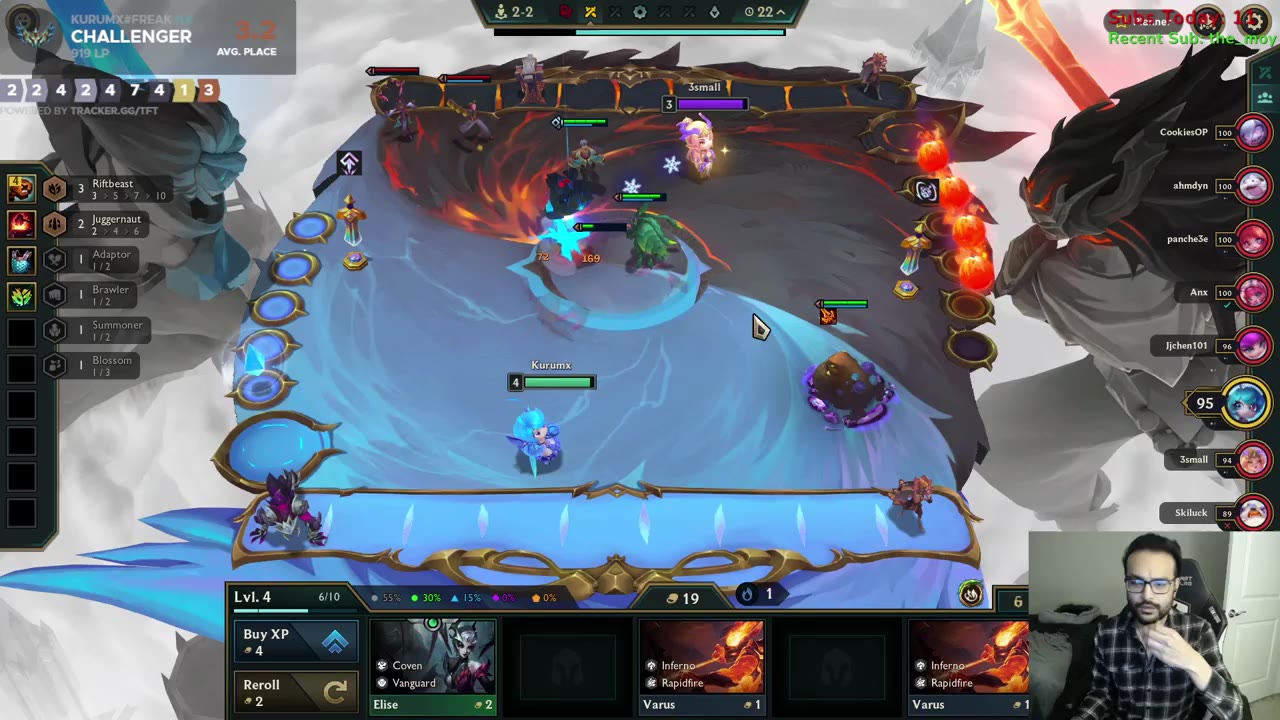 KURUMX#FREAK
CHALLENGER
919 LP
3.2
AVG. PLACE
2 2 4 2 4 7 4 1 3
POWERED BY TRACKER.GG/TFT
2-2
22
Subs Today: 11
Recent Sub: the_moy
3small
3
CookiesOP 100
ahmdyn 100
panche3e 100
Anx 100
Jjchen101 96
95
3small 94
Skiluck 89
3 Riftbeast
3 > 5 > 7 > 10
2 Juggernaut
2 > 4 > 6
1 Adaptor
1 / 2
1 Brawler
1 / 2
1 Summoner
1 / 2
1 Blossom
1 / 3
72
169
Kurumx
4
Lvl. 4 6/10
55% 30% 15% 0% 0%
19
1
6
Buy XP
4
Reroll
2
Coven
Vanguard
Elise 2
Inferno
Rapidfire
Varus 1
Inferno
Rapidfire
Varus 1